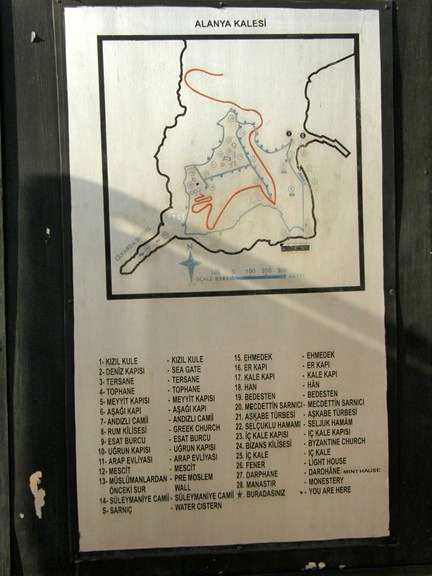 ALANYA KALESİ
N
SCALE
1- KIZIL KULE - KIZIL KULE
2- DENİZ KAPISI - SEA GATE
3- TERSANE - TERSANE
4- TOPHANE - TOPHANE
5- MEYYİT KAPISI - MEYYİT KAPISI
6- AŞAĞI KAPI - AŞAĞI KAPI
7- ANDIZLI CAMİİ - ANDIZLI CAMİİ
8- RUM KİLİSESİ - GREEK CHURCH
9- ESAT BURCU - ESAT BURCU
10- UĞRUN KAPISI - UĞRUN KAPISI
11- ARAP EVLİYASI - ARAP EVLİYASI
12- MESCİT - MESCİT
13- MÜSLÜMANLARDAN - PRE MOSLEM
ÖNCEKİ SUR WALL
14- SÜLEYMANİYE CAMİİ - SÜLEYMANİYE CAMİİ
S- SARNIÇ - WATER CISTERN
15. EHMEDEK - EHMEDEK
16. ER KAPI - ER KAPI
17. KALE KAPI - KALE KAPI
18. HAN - HÂN
19. BEDESTEN - BEDESTEN
20. MECDETTİN SARNICI - MECDETTİN SARNICI
21. AŞKABE TÜRBESİ - AŞKABE TÜRBESİ
22. SELÇUKLU HAMAMI - SELJUK HAMÂM
23. İÇ KALE KAPISI - İÇ KALE KAPISI
24. BİZANS KİLİSESİ - BYZANTINE CHURCH
25. İÇ KALE - İÇ KALE
26. FENER - LIGHT HOUSE
27. DARPHANE - DARDHÂNE MINT HAUSE
28. MANASTIR - MONESTERY
★. BURADASINIZ - YOU ARE HERE